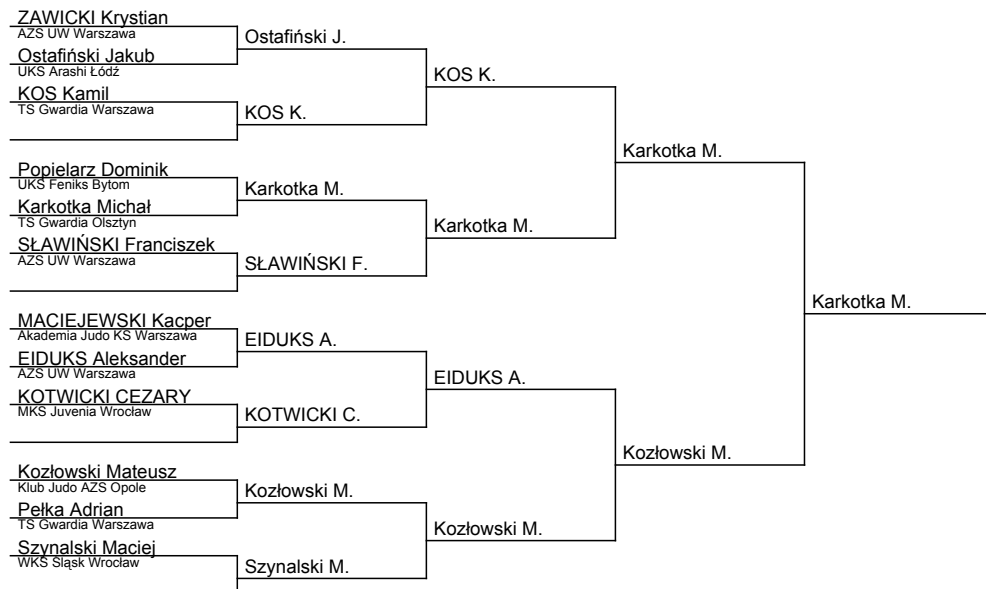 ZAWICKI Krystian
AZS UW Warszawa
Ostafiński Jakub
UKS Arashi Łódź
KOS Kamil
TS Gwardia Warszawa
Popielarz Dominik
UKS Feniks Bytom
Karkotka Michał
TS Gwardia Olsztyn
SŁAWIŃSKI Franciszek
AZS UW Warszawa
MACIEJEWSKI Kacper
Akademia Judo KS Warszawa
EIDUKS Aleksander
AZS UW Warszawa
KOTWICKI CEZARY
MKS Juvenia Wrocław
Kozłowski Mateusz
Klub Judo AZS Opole
Pełka Adrian
TS Gwardia Warszawa
Szynalski Maciej
WKS Śląsk Wrocław
Ostafiński J.
KOS K.
Karkotka M.
SŁAWIŃSKI F.
EIDUKS A.
KOTWICKI C.
Kozłowski M.
Szynalski M.
KOS K.
Karkotka M.
EIDUKS A.
Kozłowski M.
Karkotka M.
Kozłowski M.
Karkotka M.